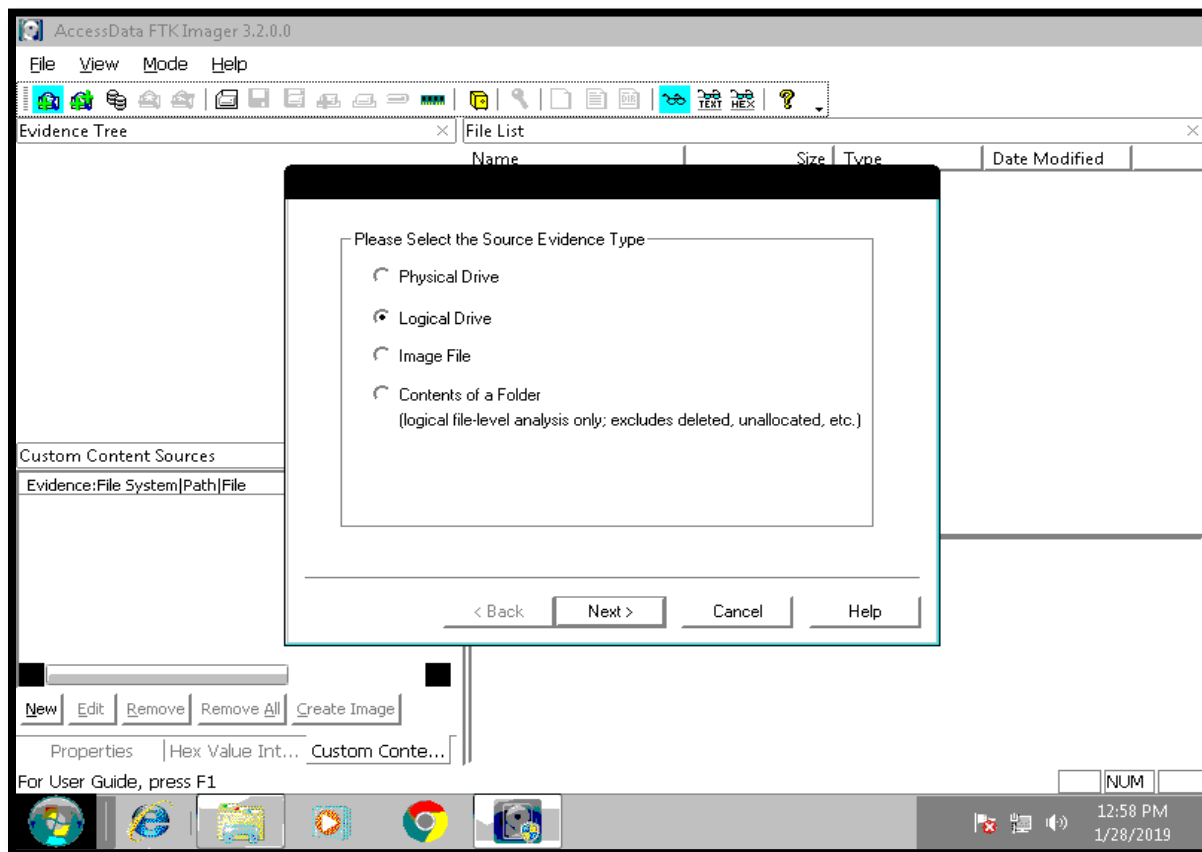 AccessData FTK Imager 3.2.0.0
File View Mode Help
TEXT HEX
Evidence Tree
File List
Name Size Type Date Modified
Please Select the Source Evidence Type
Physical Drive
Logical Drive
Image File
Contents of a Folder
(logical file-level analysis only; excludes deleted, unallocated, etc.)
Custom Content Sources
Evidence:File System|Path|File
< Back Next > Cancel Help
New Edit Remove Remove All Create Image
Properties Hex Value Int... Custom Conte...
For User Guide, press F1
NUM
12:58 PM
1/28/2019